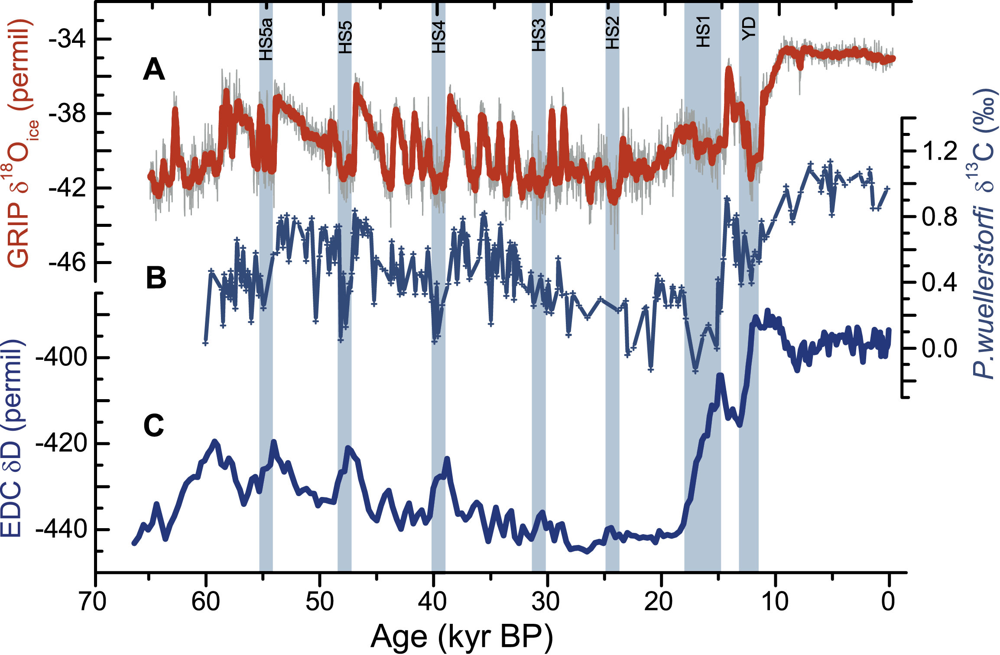 HS5a
HS5
HS4
HS3
HS2
HS1
YD
GRIP δ18Oice (permil)
-34
-38
-42
-46
A
B
C
P.wuellerstorfi δ13C (‰)
1.2
0.8
0.4
0.0
EDC δD (permil)
-400
-420
-440
70 60 50 40 30 20 10 0
Age (kyr BP)